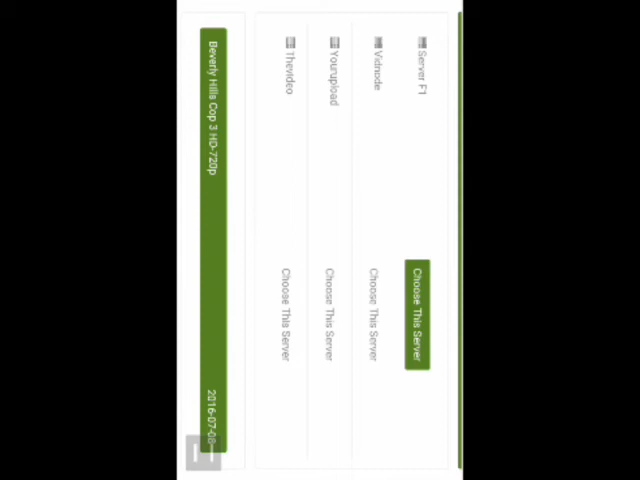 Server F1
Choose This Server
Vidnode
Choose This Server
Yourupload
Choose This Server
Thevideo
Choose This Server
Beverly Hills Cop 3 HD-720p
2016-07-08